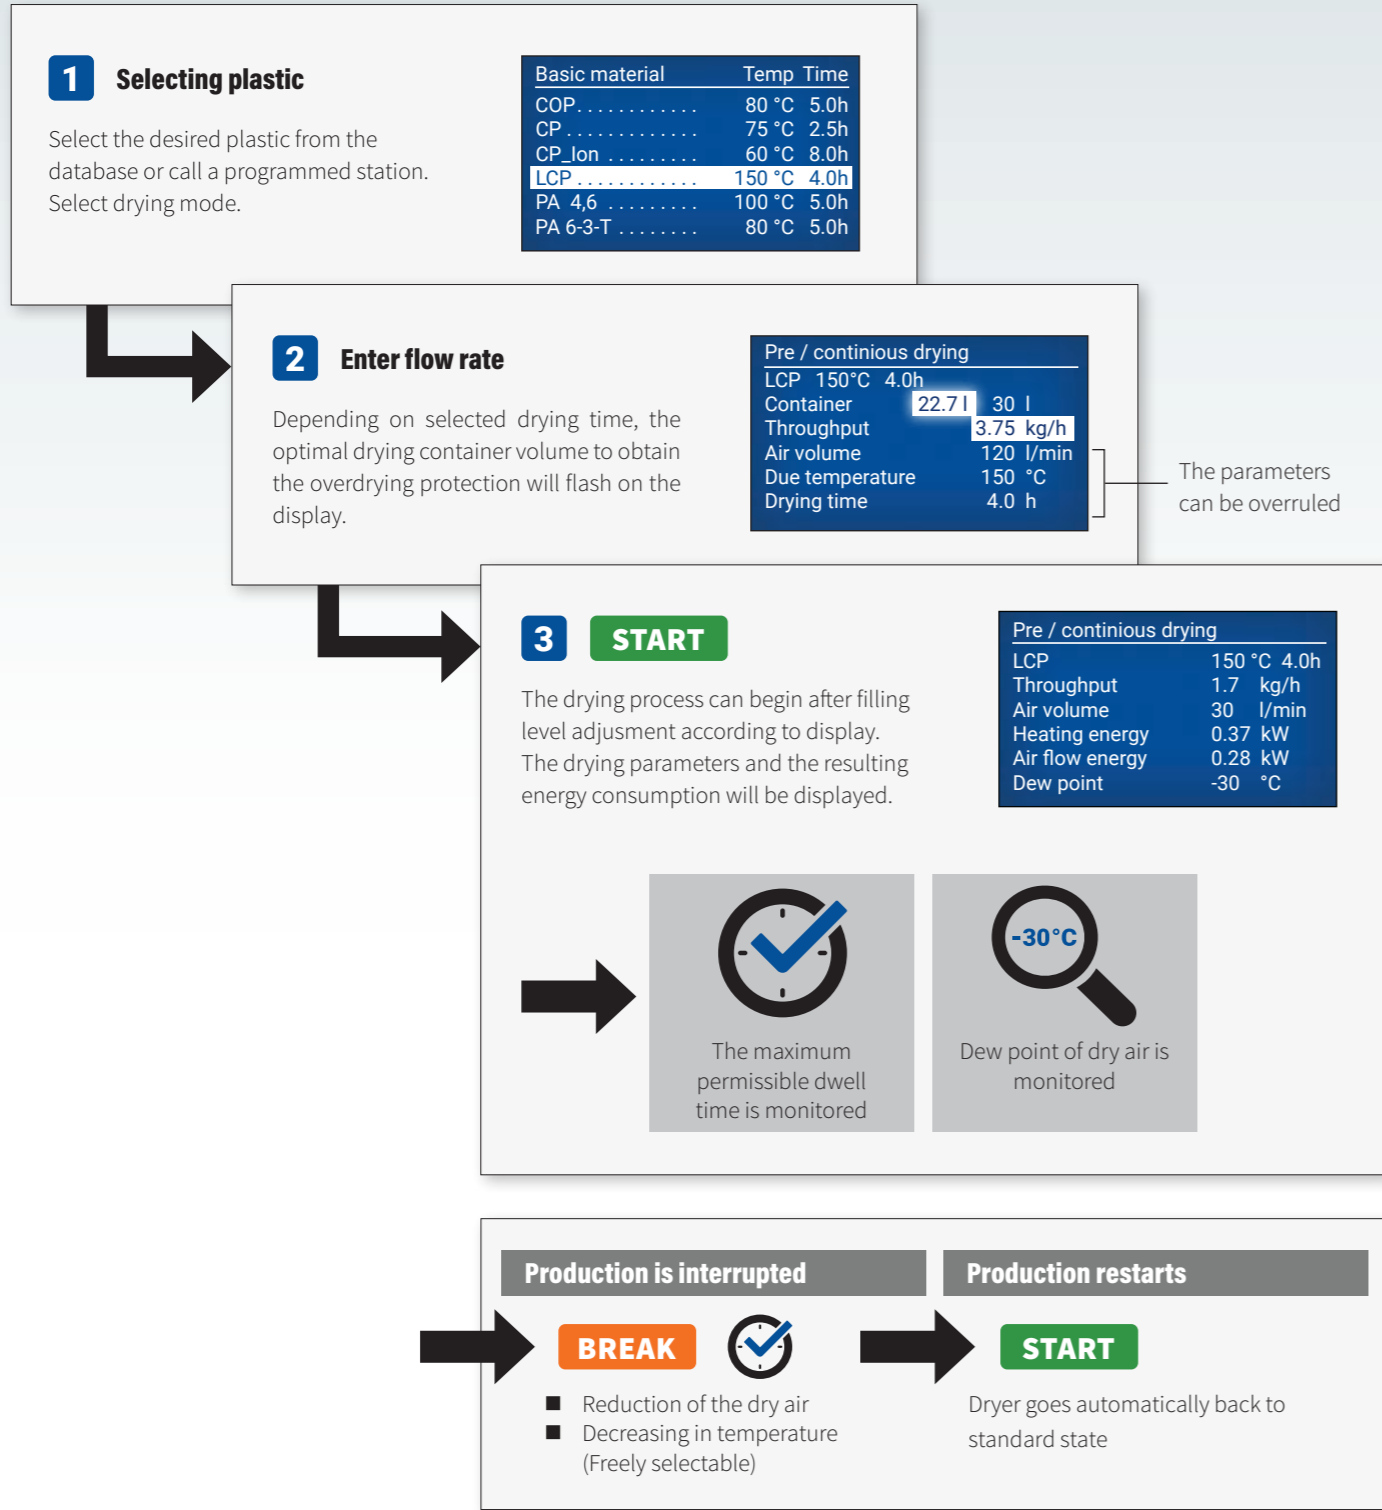 1 Selecting plastic
Select the desired plastic from the
database or call a programmed station.
Select drying mode.
Basic material Temp Time
COP............ 80 °C 5.0h
CP............. 75 °C 2.5h
CP_Ion ......... 60 °C 8.0h
LCP............ 150 °C 4.0h
PA 4,6 ......... 100 °C 5.0h
PA 6-3-T ........ 80 °C 5.0h
2 Enter flow rate
Depending on selected drying time, the
optimal drying container volume to obtain
the overdrying protection will flash on the
display.
Pre / continious drying
LCP 150°C 4.0h
Container 22.7 l 30 l
Throughput 3.75 kg/h
Air volume 120 l/min
Due temperature 150 °C
Drying time 4.0 h
The parameters
can be overruled
3 START
The drying process can begin after filling
level adjusment according to display.
The drying parameters and the resulting
energy consumption will be displayed.
Pre / continious drying
LCP 150 °C 4.0h
Throughput 1.7 kg/h
Air volume 30 l/min
Heating energy 0.37 kW
Air flow energy 0.28 kW
Dew point -30 °C
The maximum
permissible dwell
time is monitored
-30°C
Dew point of dry air is
monitored
Production is interrupted
BREAK
■ Reduction of the dry air
■ Decreasing in temperature
(Freely selectable)
Production restarts
START
Dryer goes automatically back to
standard state